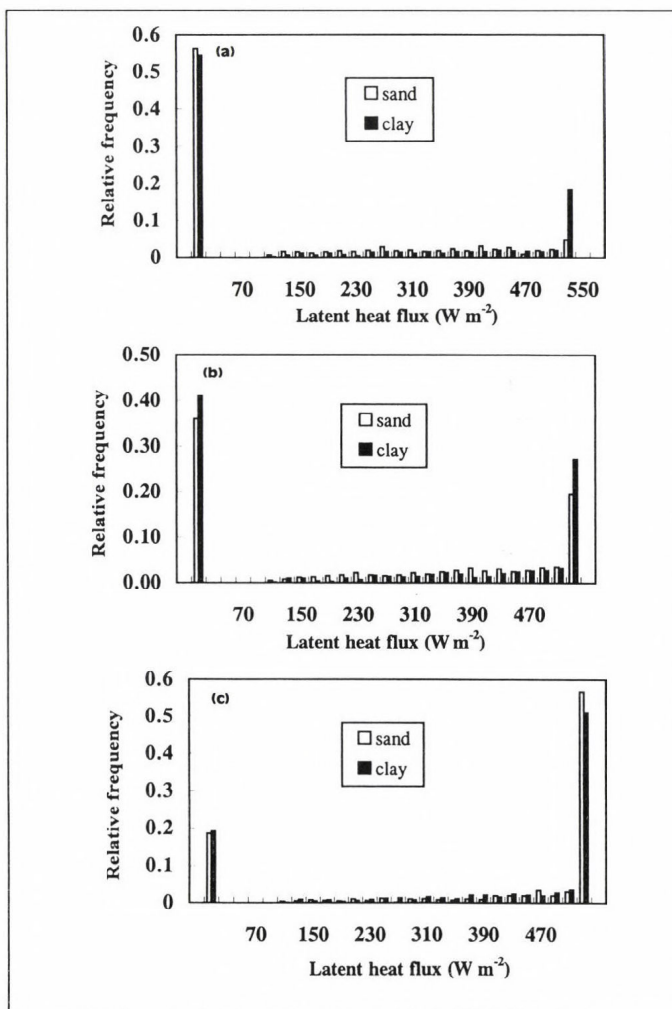 (a)
0.6
0.5
0.4
0.3
0.2
0.1
0
Relative frequency
sand
clay
70 150 230 310 390 470 550
Latent heat flux (W m⁻²)
(b)
0.50
0.40
0.30
0.20
0.10
0.00
Relative frequency
sand
clay
70 150 230 310 390 470
Latent heat flux (W m⁻²)
(c)
0.6
0.5
0.4
0.3
0.2
0.1
0
Relative frequency
sand
clay
70 150 230 310 390 470
Latent heat flux (W m⁻²)